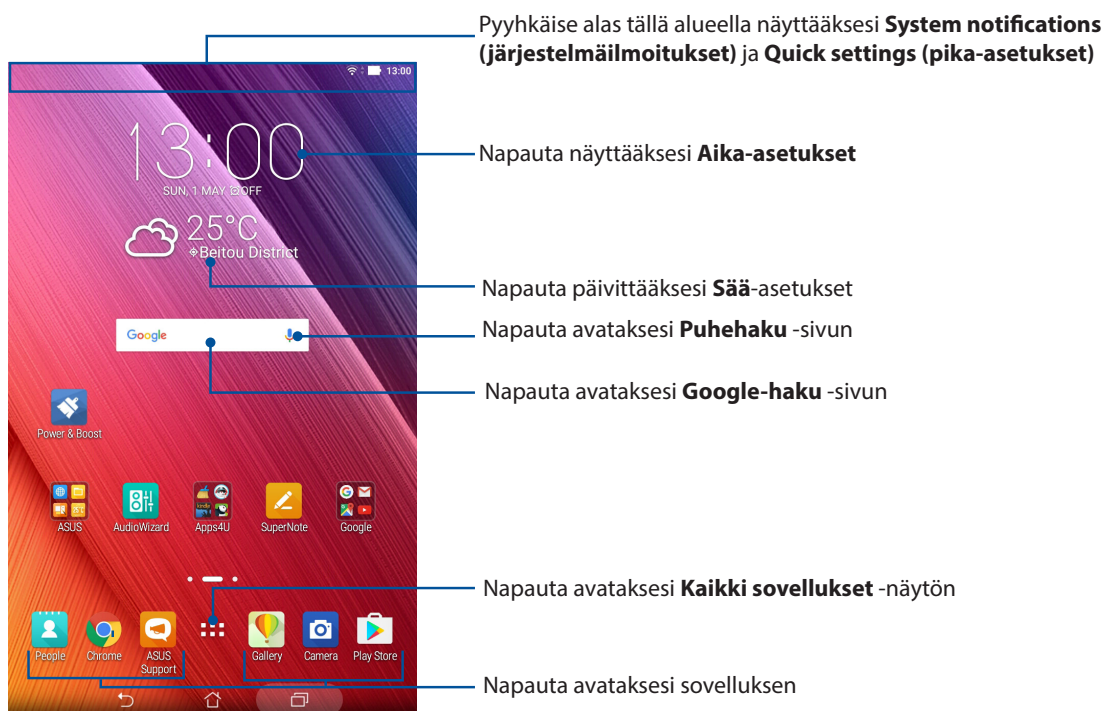 Pyyhkäise alas tällä alueella näyttääksesi System notifications
(järjestelmäilmoitukset) ja Quick settings (pika-asetukset)
13:00
13:00
Napauta näyttääksesi Aika-asetukset
SUN, 1 MAY OFF
25°C
Beitou District
Napauta päivittääksesi Sää-asetukset
Google
Napauta avataksesi Puhehaku -sivun
Napauta avataksesi Google-haku -sivun
Power & Boost
ASUS AudioWizard Apps4U SuperNote Google
Napauta avataksesi Kaikki sovellukset -näytön
People Chrome ASUS Support Gallery Camera Play Store
Napauta avataksesi sovelluksen